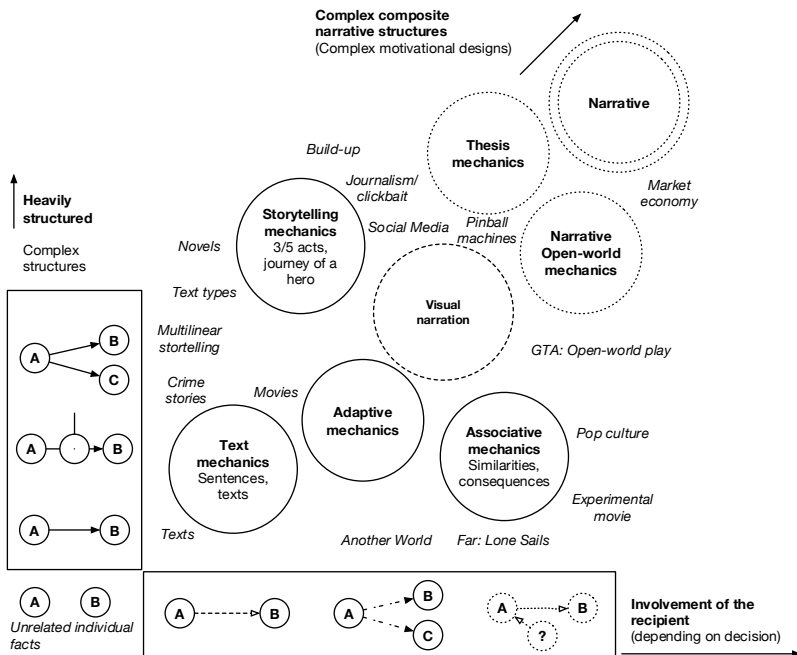 Complex composite
narrative structures
(Complex motivational designs)
Narrative
Thesis
mechanics
Build-up
Journalism/
clickbait
Market
economy
Heavily
structured
Complex
structures
Storytelling
mechanics
3/5 acts,
journey of a
hero
Social Media
Pinball
machines
Narrative
Open-world
mechanics
Novels
Text types
Visual
narration
Multilinear
stortelling
GTA: Open-world play
A
B
C
Crime
stories
Movies
Adaptive
mechanics
Text
mechanics
Sentences,
texts
Associative
mechanics
Similarities,
consequences
Pop culture
A
B
Experimental
movie
A
B
Texts
Another World
Far: Lone Sails
A
B
Unrelated individual
facts
A
B
A
B
C
A
B
?
Involvement of the
recipient
(depending on decision)